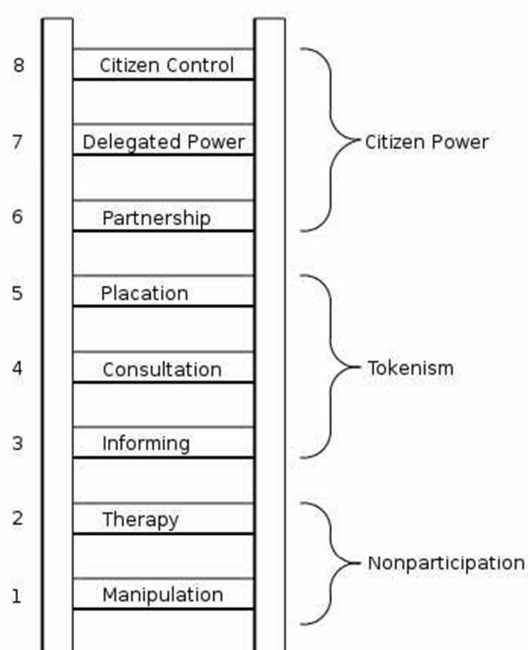 8 Citizen Control
7 Delegated Power Citizen Power
6 Partnership
5 Placation
4 Consultation Tokenism
3 Informing
2 Therapy
Nonparticipation
1 Manipulation